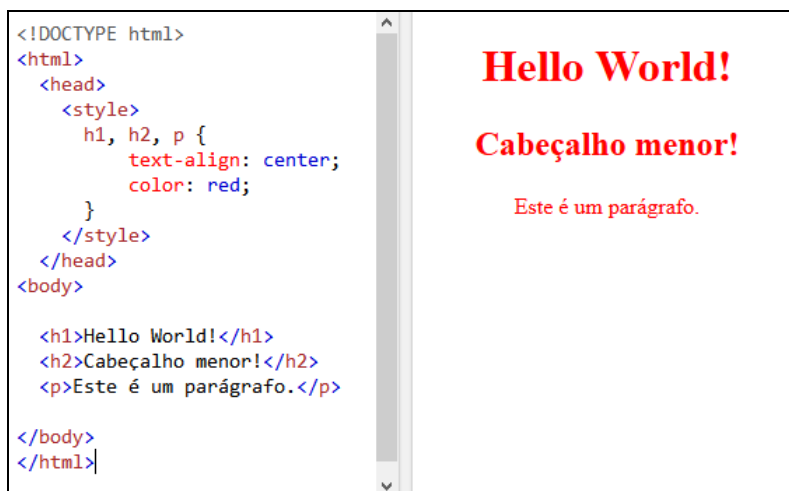 <!DOCTYPE html>
<html>
  <head>
    <style>
      h1, h2, p {
          text-align: center;
          color: red;
      }
    </style>
  </head>
<body>
  <h1>Hello World!</h1>
  <h2>Cabeçalho menor!</h2>
  <p>Este é um parágrafo.</p>
</body>
</html>
Hello World!
Cabeçalho menor!
Este é um parágrafo.